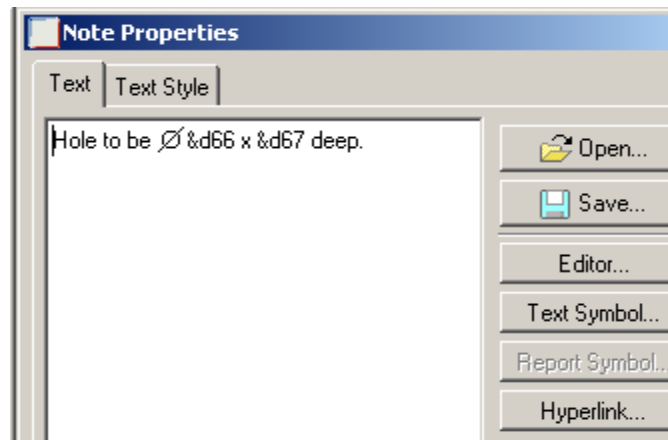 Note Properties
Text
Text Style
Hole to be ∅ &d66 x &d67 deep.
Open...
Save...
Editor...
Text Symbol...
Report Symbol..
Hyperlink...